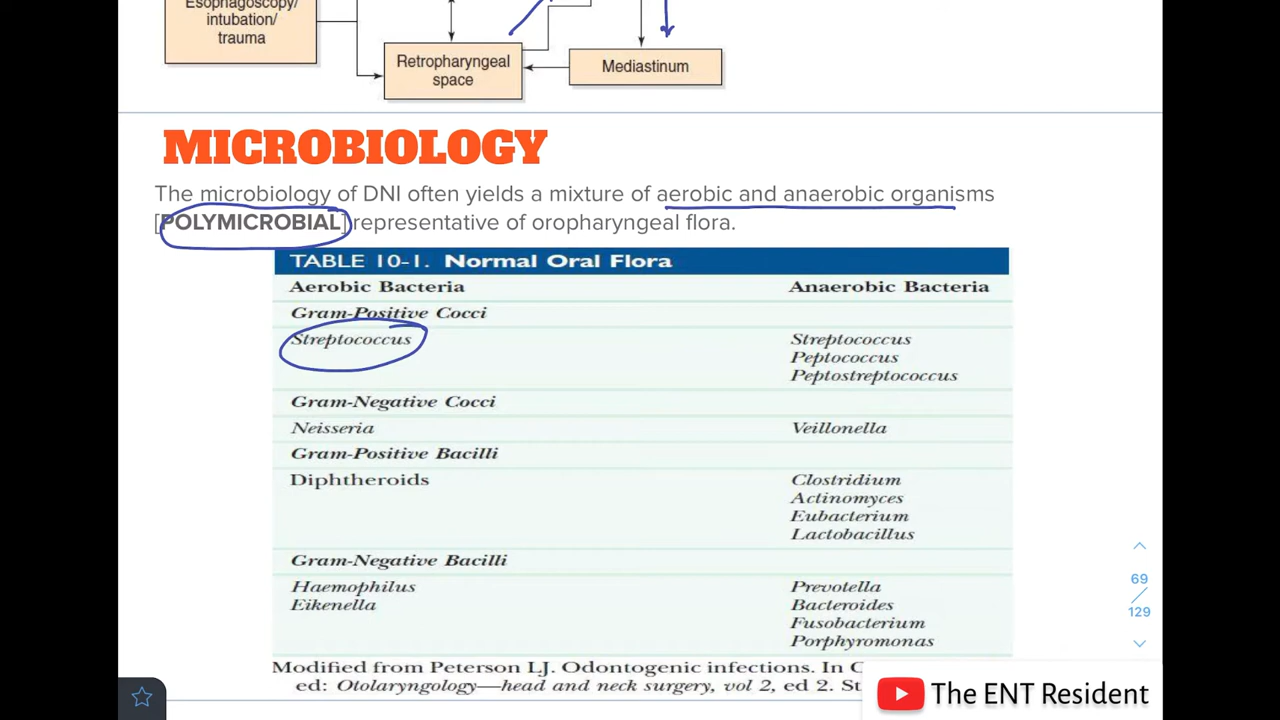 Esophagoscopy/
intubation/
trauma
Retropharyngeal
space
Mediastinum
MICROBIOLOGY
The microbiology of DNI often yields a mixture of aerobic and anaerobic organisms
[POLYMICROBIAL] representative of oropharyngeal flora.
TABLE 10-1. Normal Oral Flora
Aerobic Bacteria Anaerobic Bacteria
Gram-Positive Cocci
Streptococcus Streptococcus
Peptococcus
Peptostreptococcus
Gram-Negative Cocci
Neisseria Veillonella
Gram-Positive Bacilli
Diphtheroids Clostridium
Actinomyces
Eubacterium
Lactobacillus
Gram-Negative Bacilli
Haemophilus Prevotella
Eikenella Bacteroides
Fusobacterium
Porphyromonas
69
/
129
Modified from Peterson LJ. Odontogenic infections. In
ed: Otolaryngology—head and neck surgery, vol 2, ed 2.
The ENT Resident